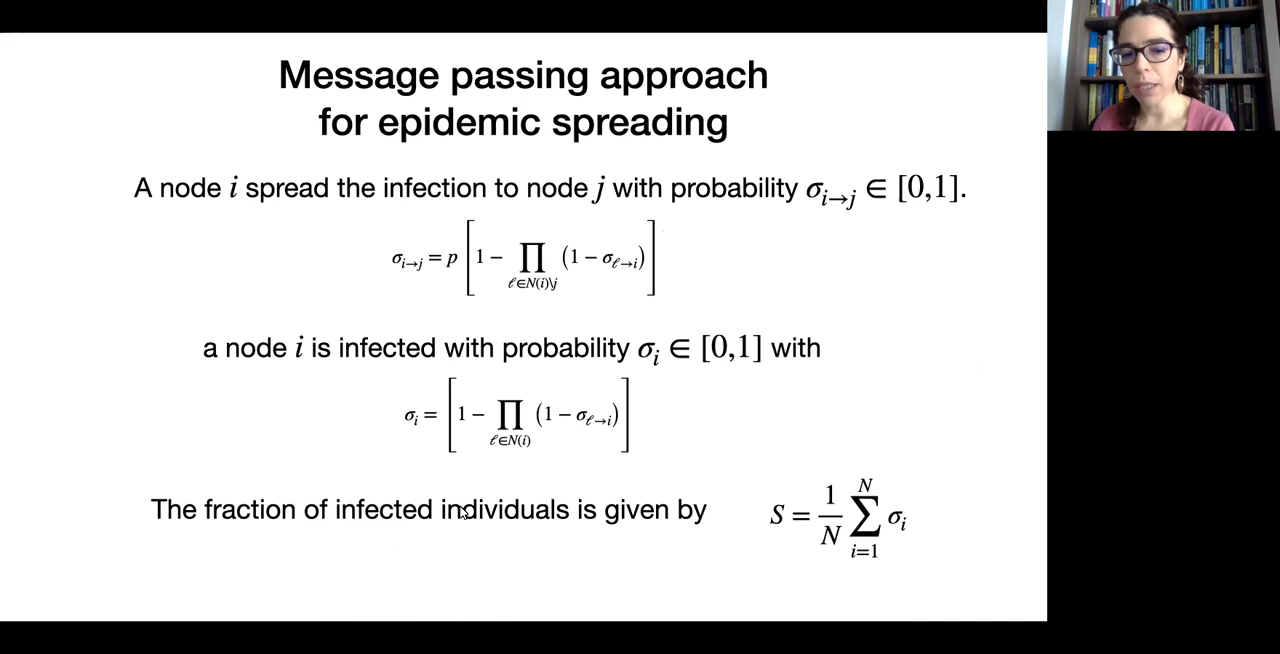 Message passing approach
for epidemic spreading
A node i spread the infection to node j with probability σ_{i→j} ∈ [0,1].
σ_{i→j} = p [1 − ∏_{ℓ∈N(i)\j} (1 − σ_{ℓ→i})]
a node i is infected with probability σ_i ∈ [0,1] with
σ_i = [1 − ∏_{ℓ∈N(i)} (1 − σ_{ℓ→i})]
The fraction of infected individuals is given by S = \frac{1}{N} ∑_{i=1}^{N} σ_i